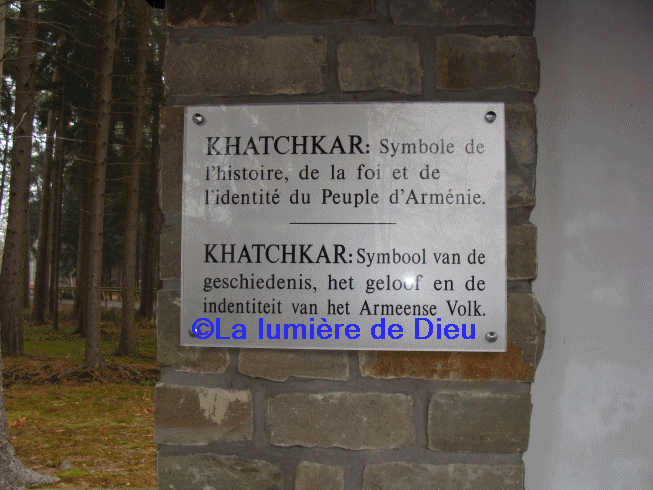 KHATCHKAR: Symbole de
l'histoire, de la foi et de
l'identité du Peuple d'Arménie.
KHATCHKAR: Symbool van de
geschiedenis, het geloof en de
indentiteit van het Armeense Volk.
©La lumière de Dieu